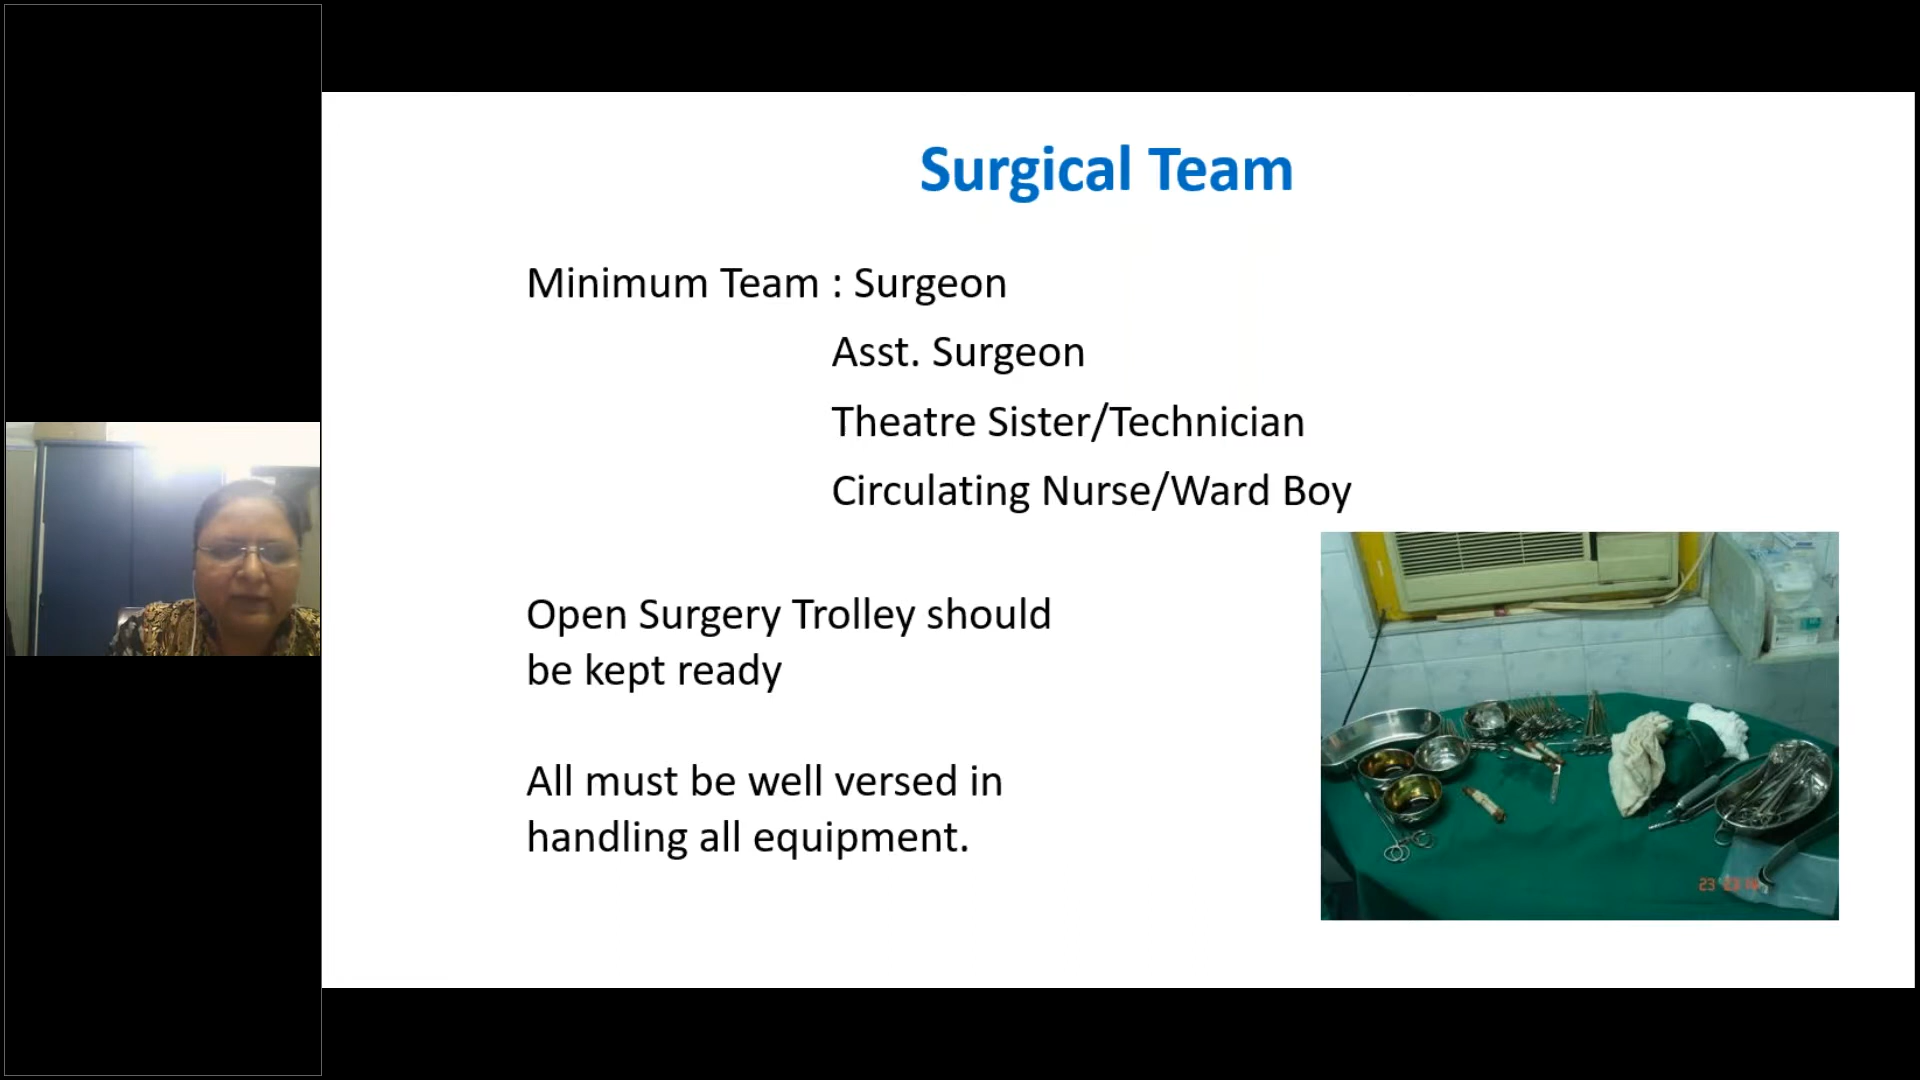 Surgical Team
Minimum Team : Surgeon
Asst. Surgeon
Theatre Sister/Technician
Circulating Nurse/Ward Boy
Open Surgery Trolley should
be kept ready
All must be well versed in
handling all equipment.